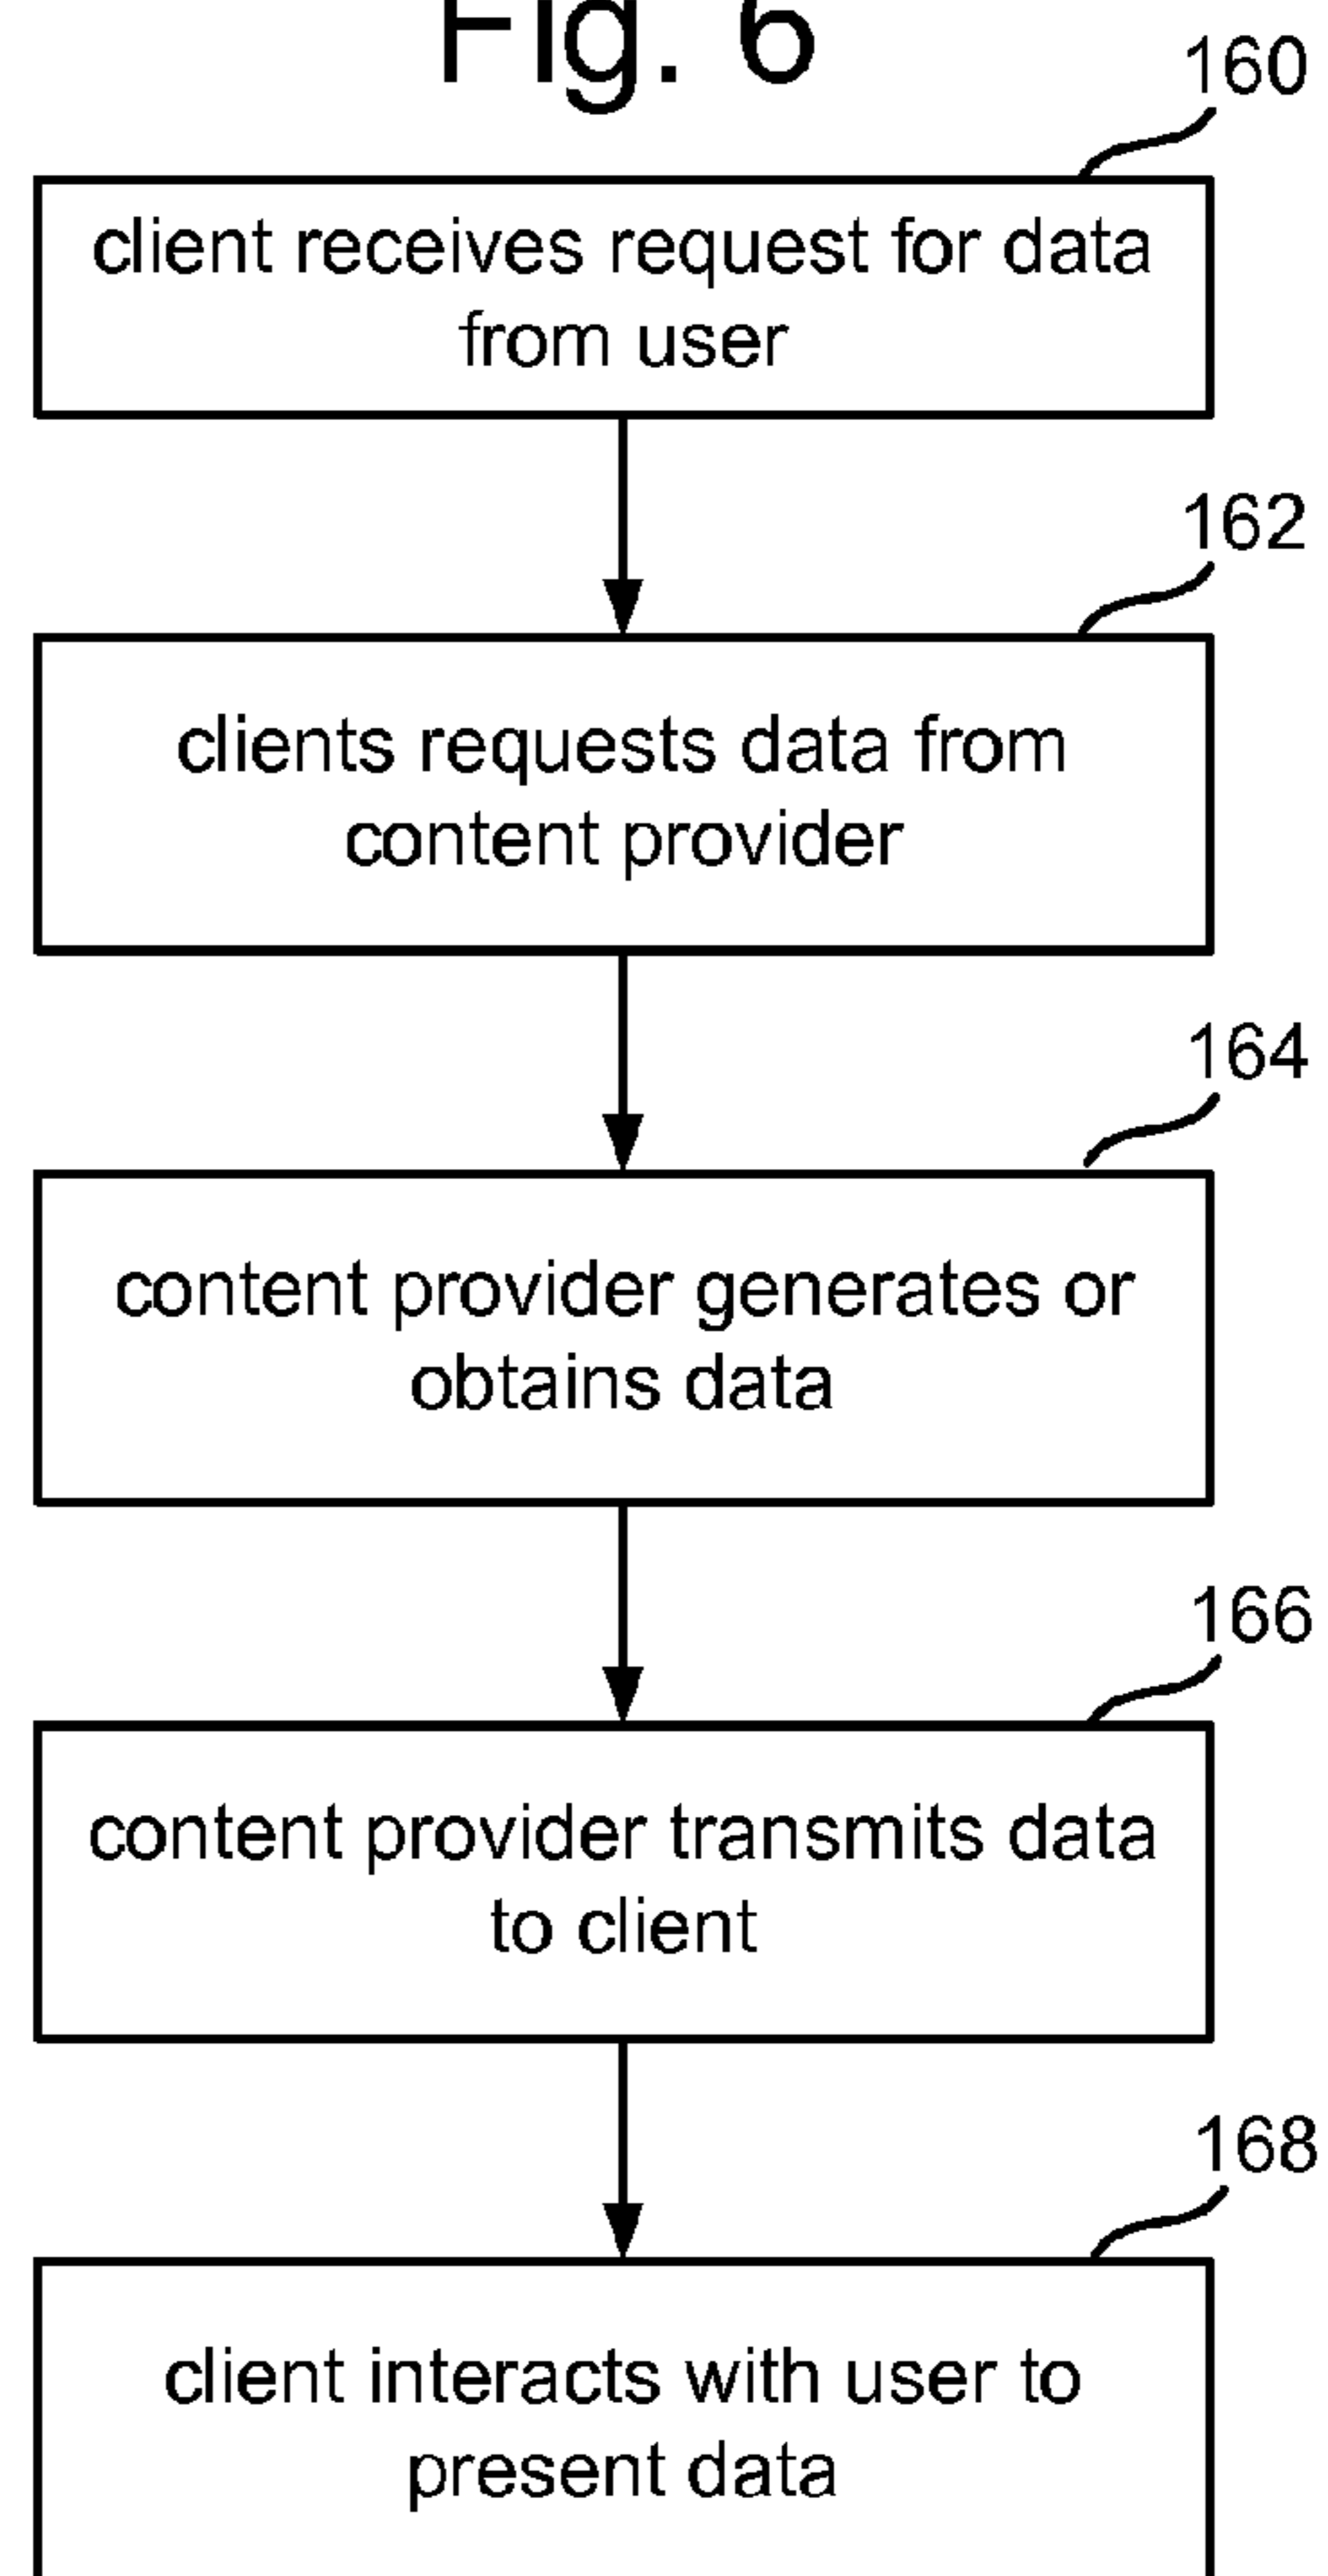 Fig. 6
160
client receives request for data
from user
162
clients requests data from
content provider
164
content provider generates or
obtains data
166
content provider transmits data
to client
168
client interacts with user to
present data